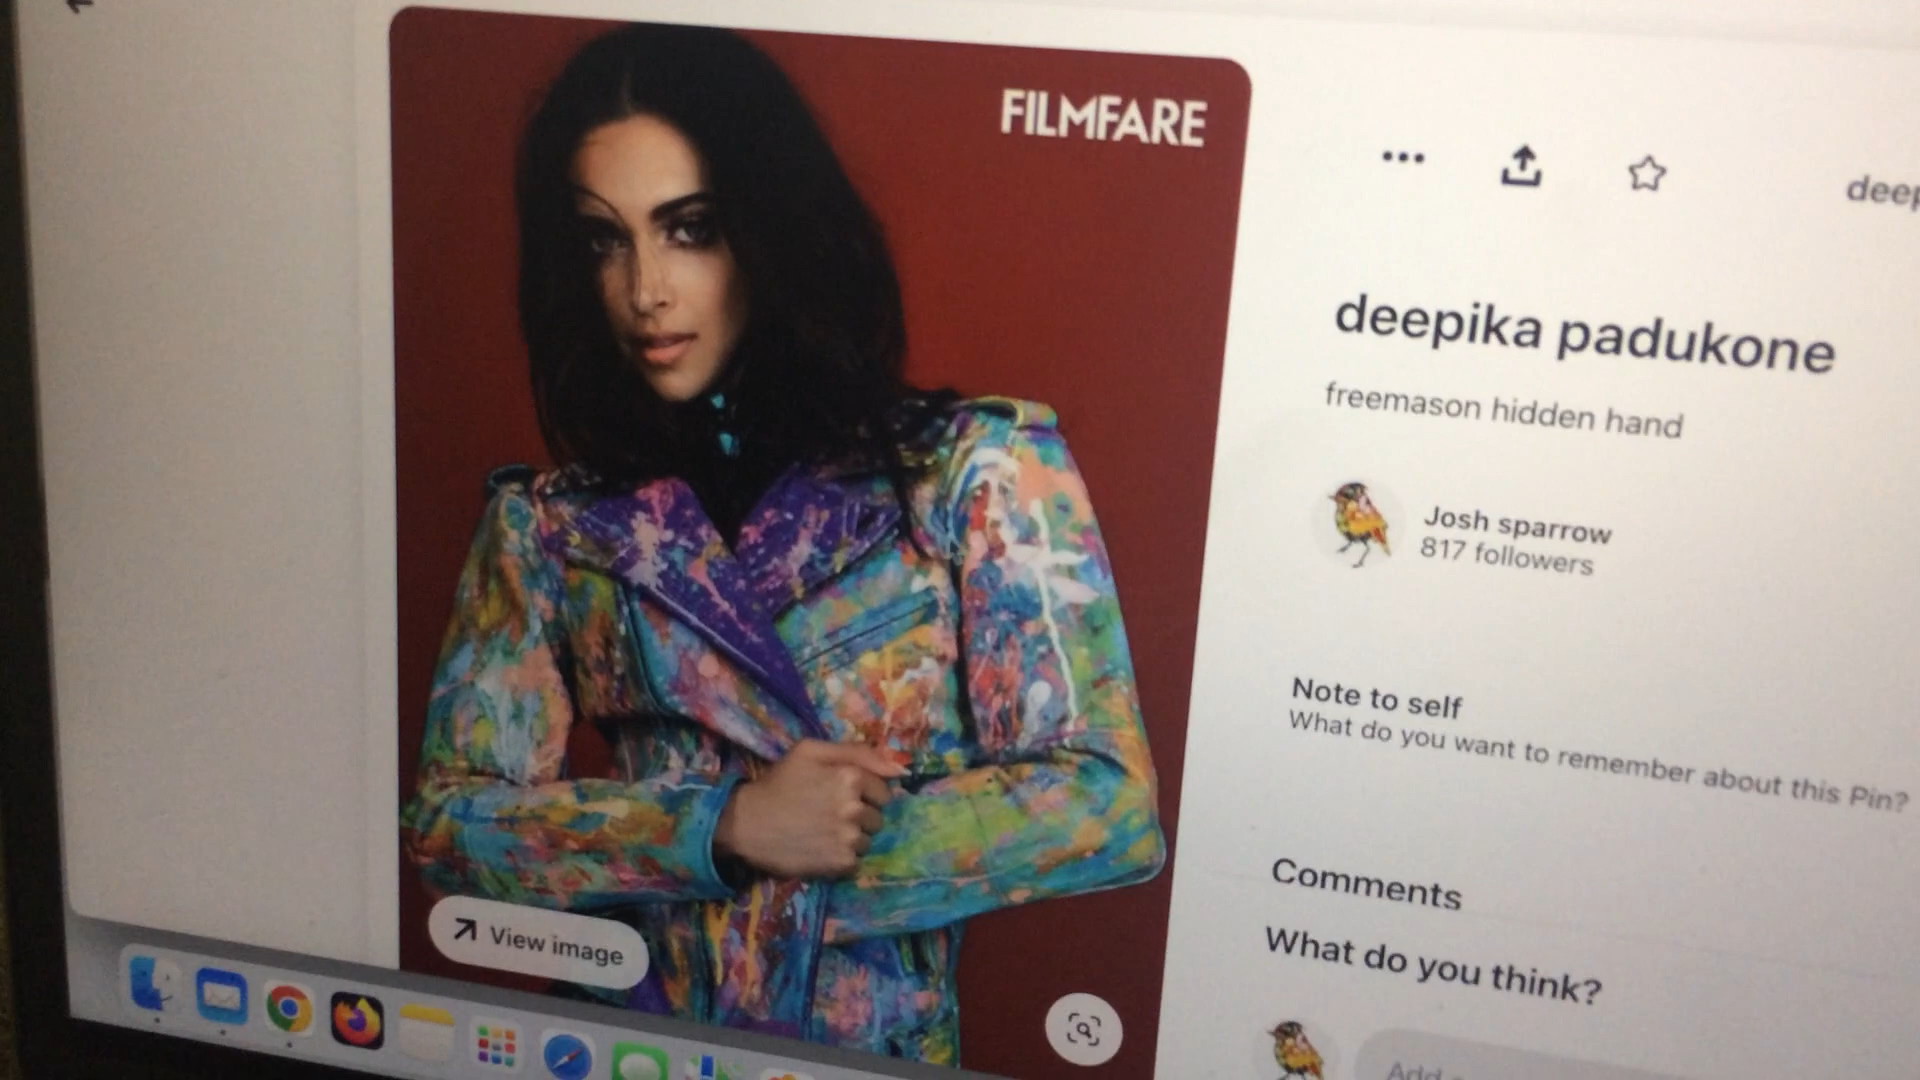 FILMFARE
deepika padukone
freemason hidden hand
Josh sparrow
817 followers
Note to self
What do you want to remember about this Pin?
Comments
What do you think?
View image